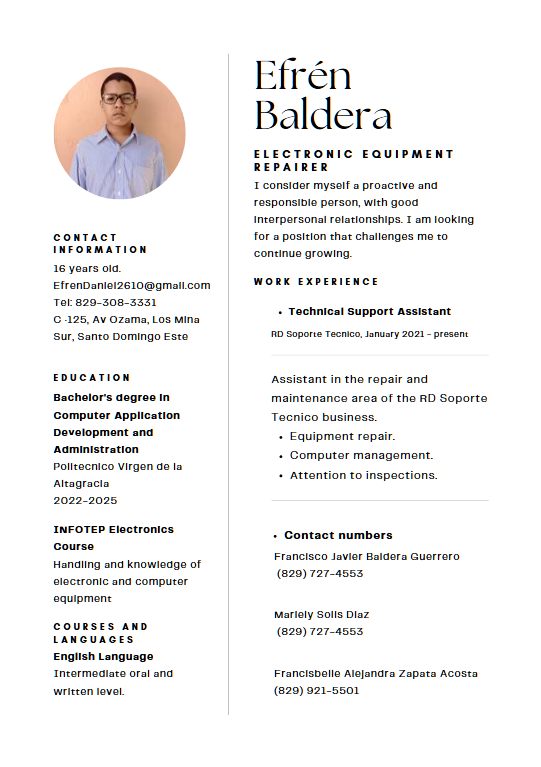 Efrén
Baldera
ELECTRONIC EQUIPMENT
REPAIRER
I consider myself a proactive and
responsible person, with good
interpersonal relationships. I am looking
for a position that challenges me to
continue growing.
WORK EXPERIENCE
• Technical Support Assistant
RD Soporte Tecnico, January 2021 - present
Assistant in the repair and
maintenance area of the RD Soporte
Tecnico business.
• Equipment repair.
• Computer management.
• Attention to inspections.
• Contact numbers
Francisco Javier Baldera Guerrero
(829) 727-4553
Mariely Solis Diaz
(829) 727-4553
Francisbelle Alejandra Zapata Acosta
(829) 921-5501
CONTACT
INFORMATION
16 years old.
EfrenDaniel2610@gmail.com
Tel: 829-308-3331
C -125, Av Ozama, Los Mina
Sur, Santo Domingo Este
EDUCATION
Bachelor's degree in
Computer Application
Development and
Administration
Politecnico Virgen de la
Altagracia
2022-2025
INFOTEP Electronics
Course
Handling and knowledge of
electronic and computer
equipment
COURSES AND
LANGUAGES
English Language
Intermediate oral and
written level.